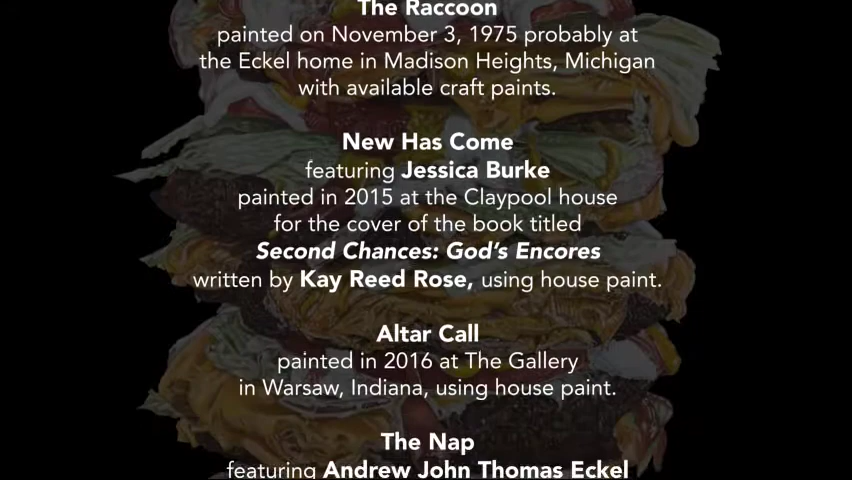 The Raccoon
painted on November 3, 1975 probably at
the Eckel home in Madison Heights, Michigan
with available craft paints.
New Has Come
featuring Jessica Burke
painted in 2015 at the Claypool house
for the cover of the book titled
Second Chances: God's Encores
written by Kay Reed Rose, using house paint.
Altar Call
painted in 2016 at The Gallery
in Warsaw, Indiana, using house paint.
The Nap
featuring Andrew John Thomas Eckel